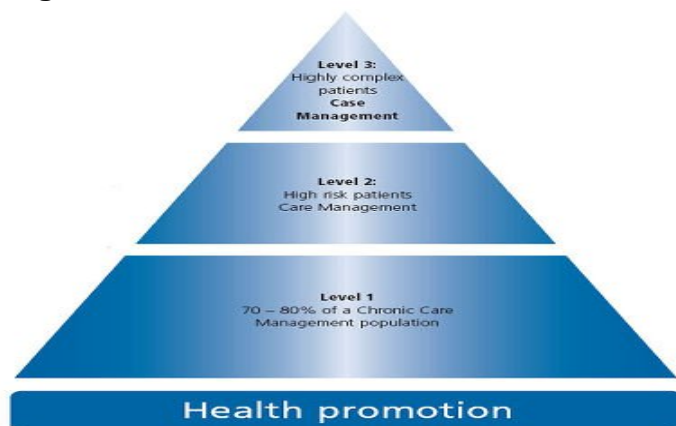 Level 3:
Highly complex
patients
Case
Management
Level 2:
High risk patients
Care Management
Level 1
70 – 80% of a Chronic Care
Management population
Health promotion